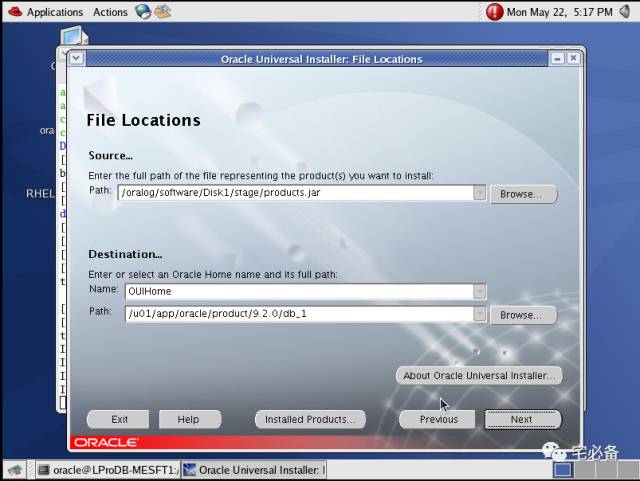 Applications Actions Mon May 22, 5:17 PM
Oracle Universal Installer: File Locations
File Locations
Source...
Enter the full path of the file representing the product(s) you want to install:
Path: /oralog/software/Disk1/stage/products.jar Browse...
Destination...
Enter or select an Oracle Home name and its full path:
Name: OUIHome
Path: /u01/app/oracle/product/9.2.0/db_1 Browse...
About Oracle Universal Installer...
Exit Help Installed Products... Previous Next
ORACLE
宅必备
oracle@LProDB-MESFT1:/ Oracle Universal Installer: F
ora
RHEL